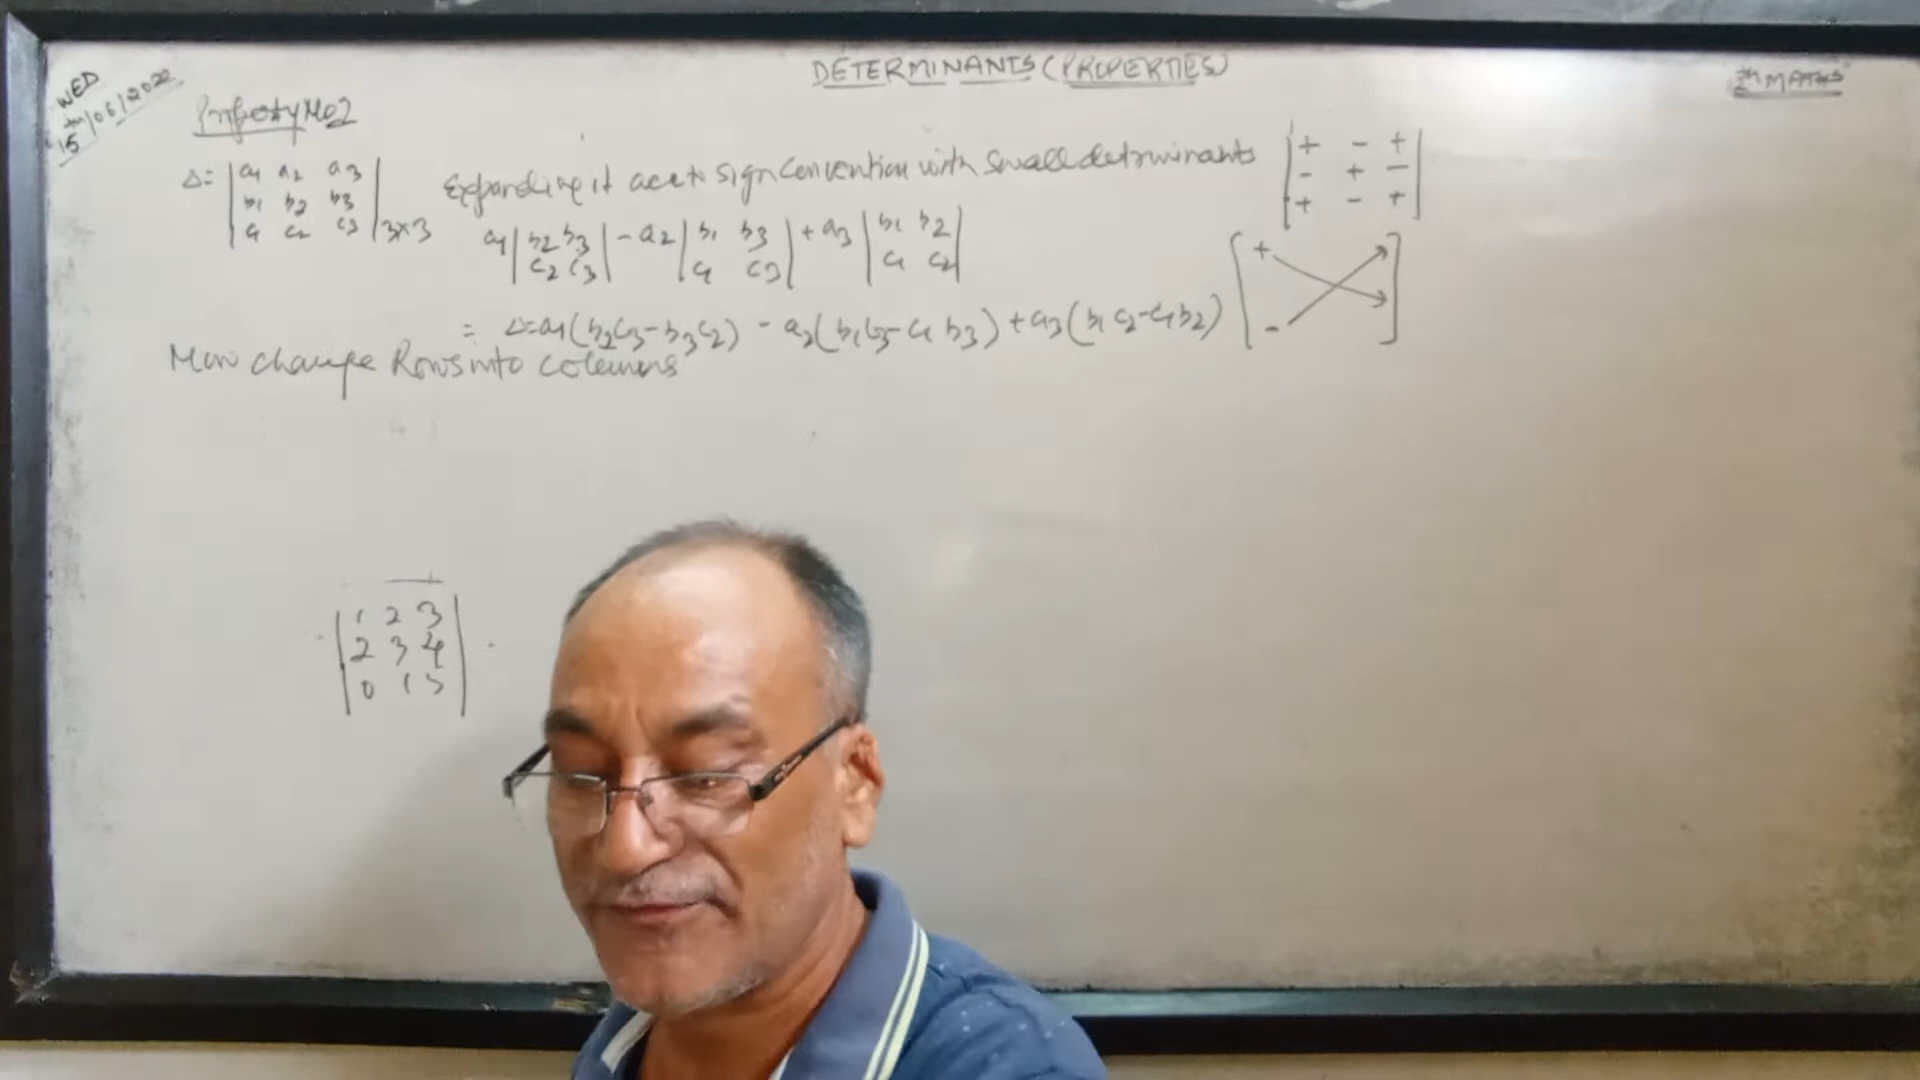 DETERMINANTS (PROPERTIES)
MATHS
WED
15/06/2022
Property No 1
Δ= | a1 a2 a3 |
| b1 b2 b3 |
| c1 c2 c3 | 3×3
Expanding it acc to sign convention with small determinants
| + - + |
| - + - |
| + - + |
a1 | b2 b3 | - a2 | b1 b3 | + a3 | b1 b2 |
| c2 c3 | | c1 c3 | | c1 c2 |
= Δ=a1(b2c3-b3c2) - a2(b1c3-c1b3) + a3(b1c2-c1b2)
+
-
Now change Rows into columns
| 1 2 3 |
| 2 3 4 |
| 0 1 5 |